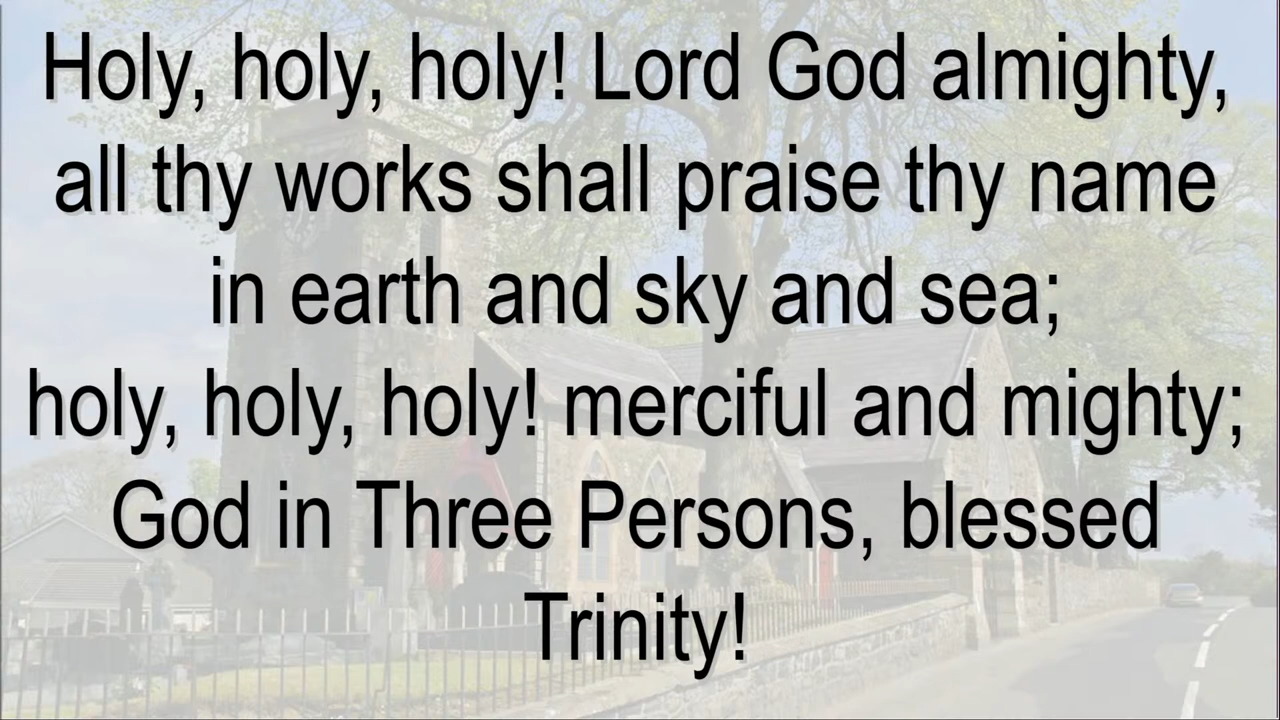 Holy, holy, holy! Lord God almighty,
all thy works shall praise thy name
in earth and sky and sea;
holy, holy, holy! merciful and mighty;
God in Three Persons, blessed
Trinity!